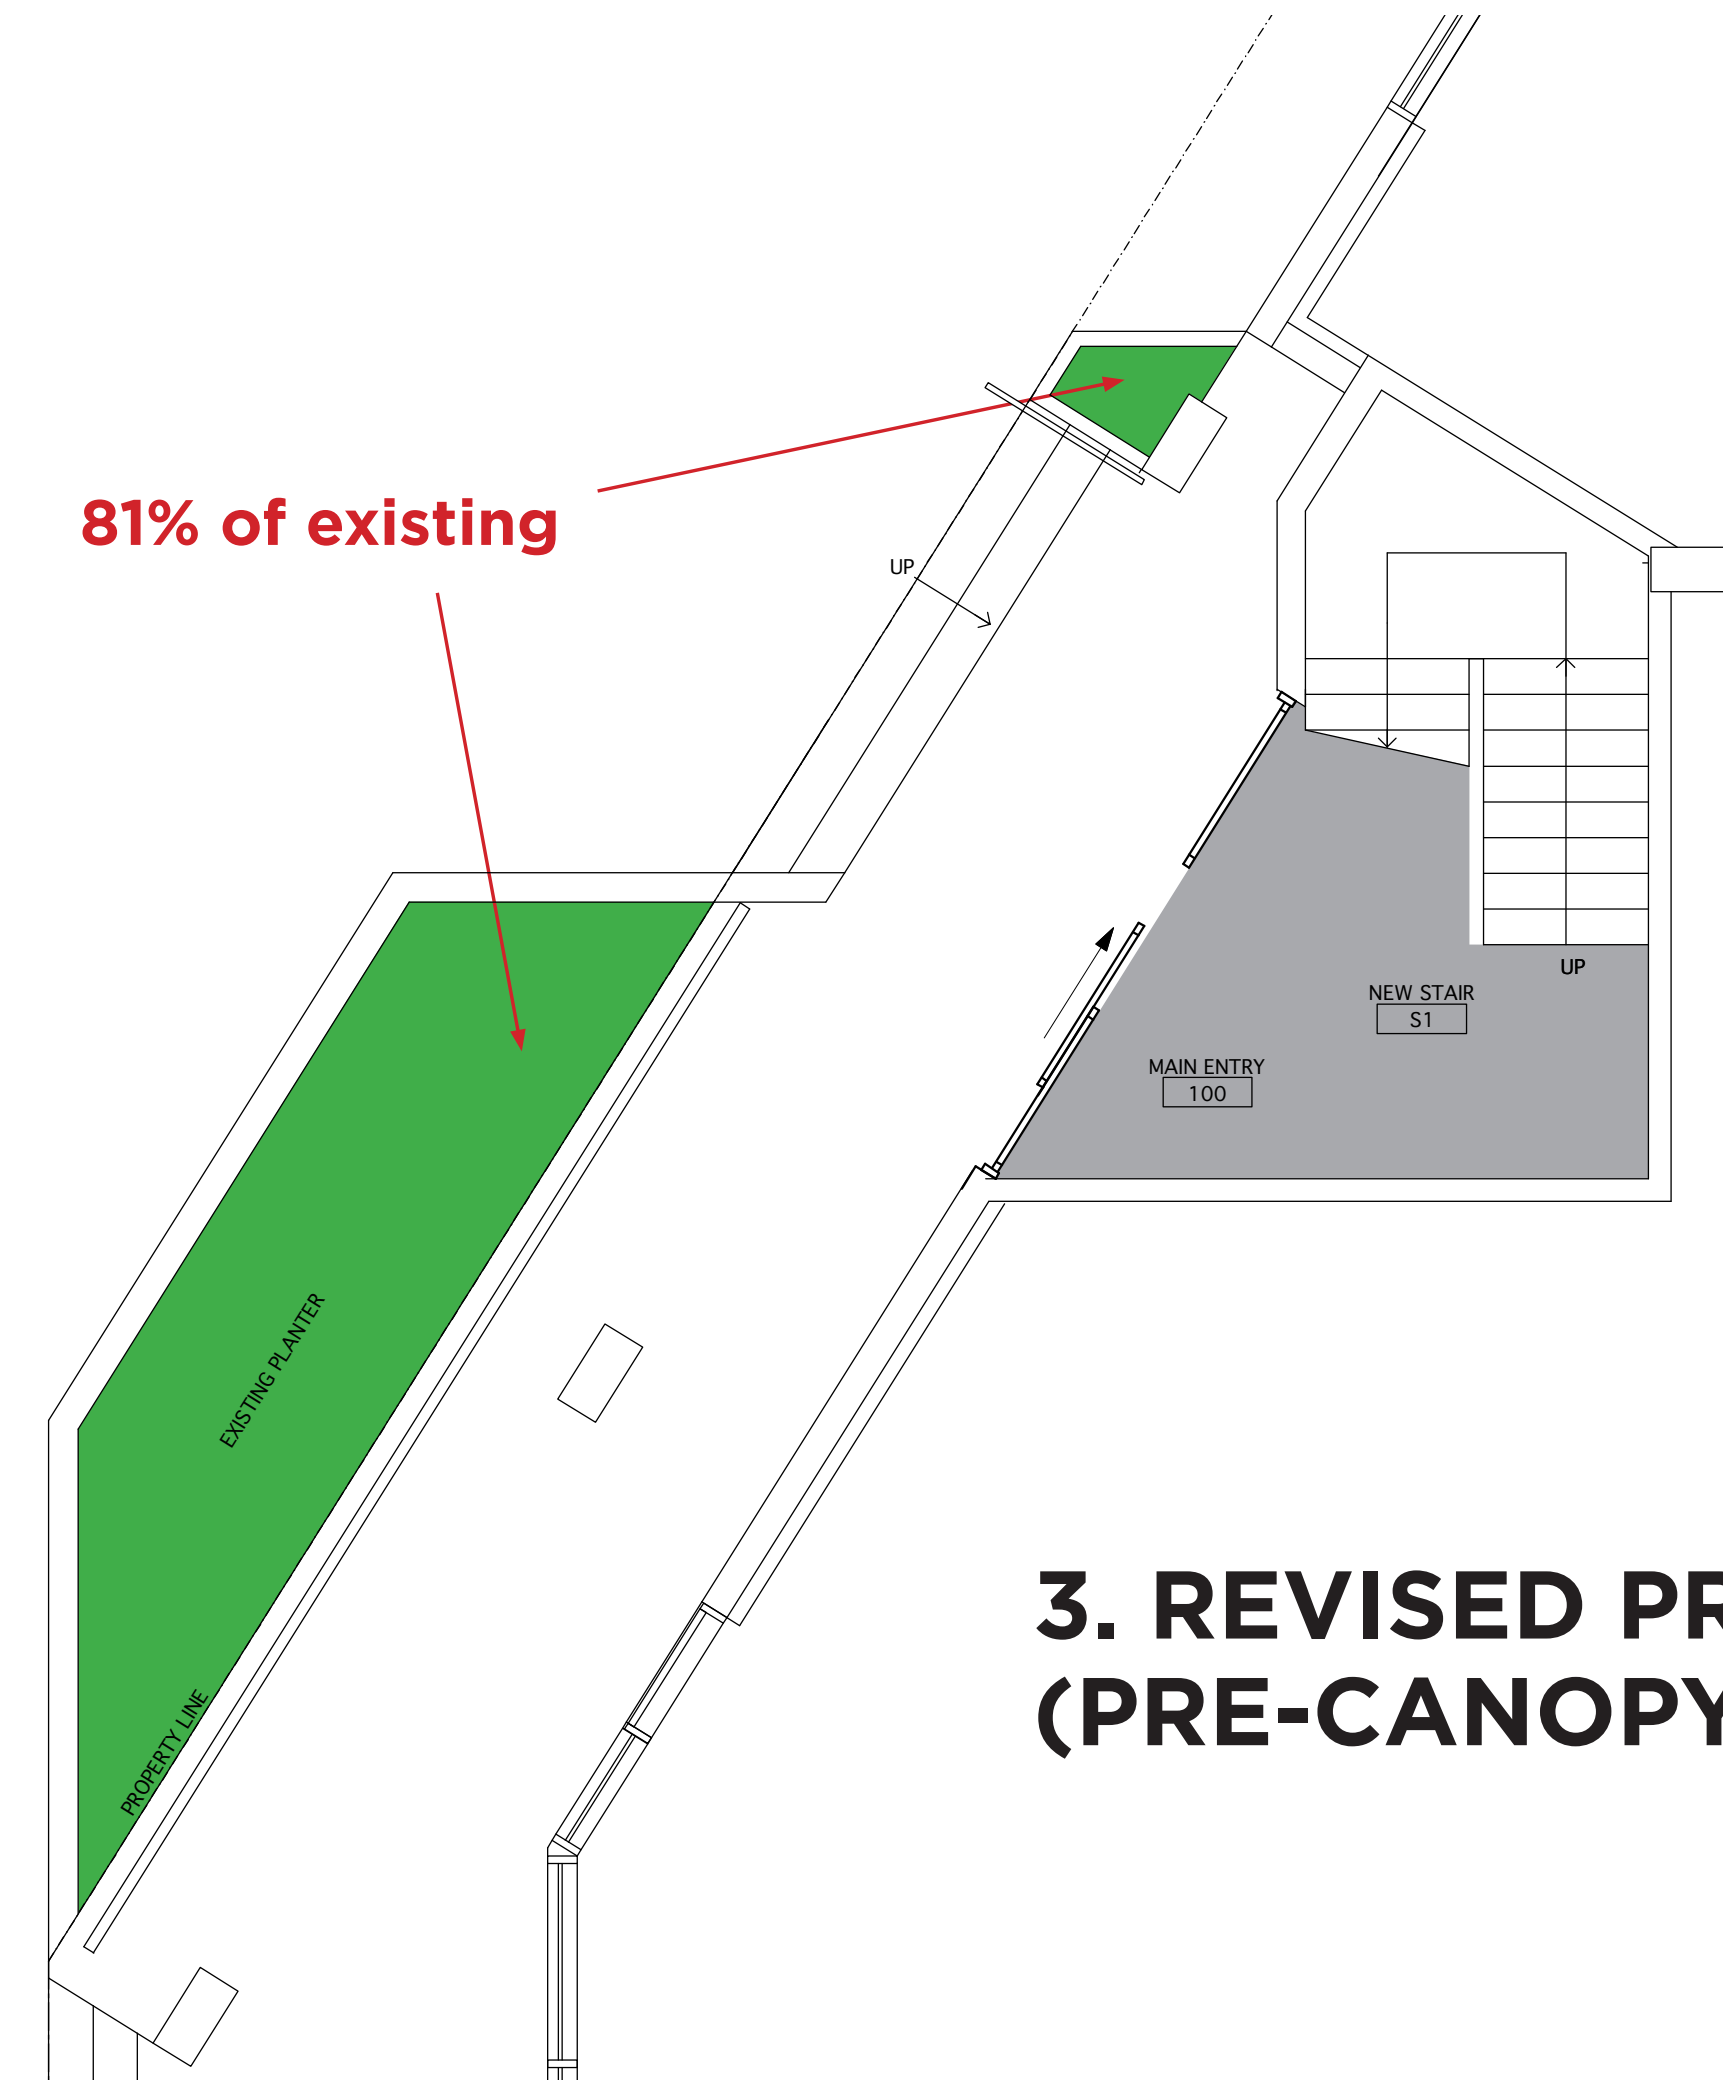 81% of existing
UP
UP
NEW STAIR
S1
MAIN ENTRY
100
EXISTING PLANTER
PROPERTY LINE
3. REVISED PR
(PRE-CANOPY